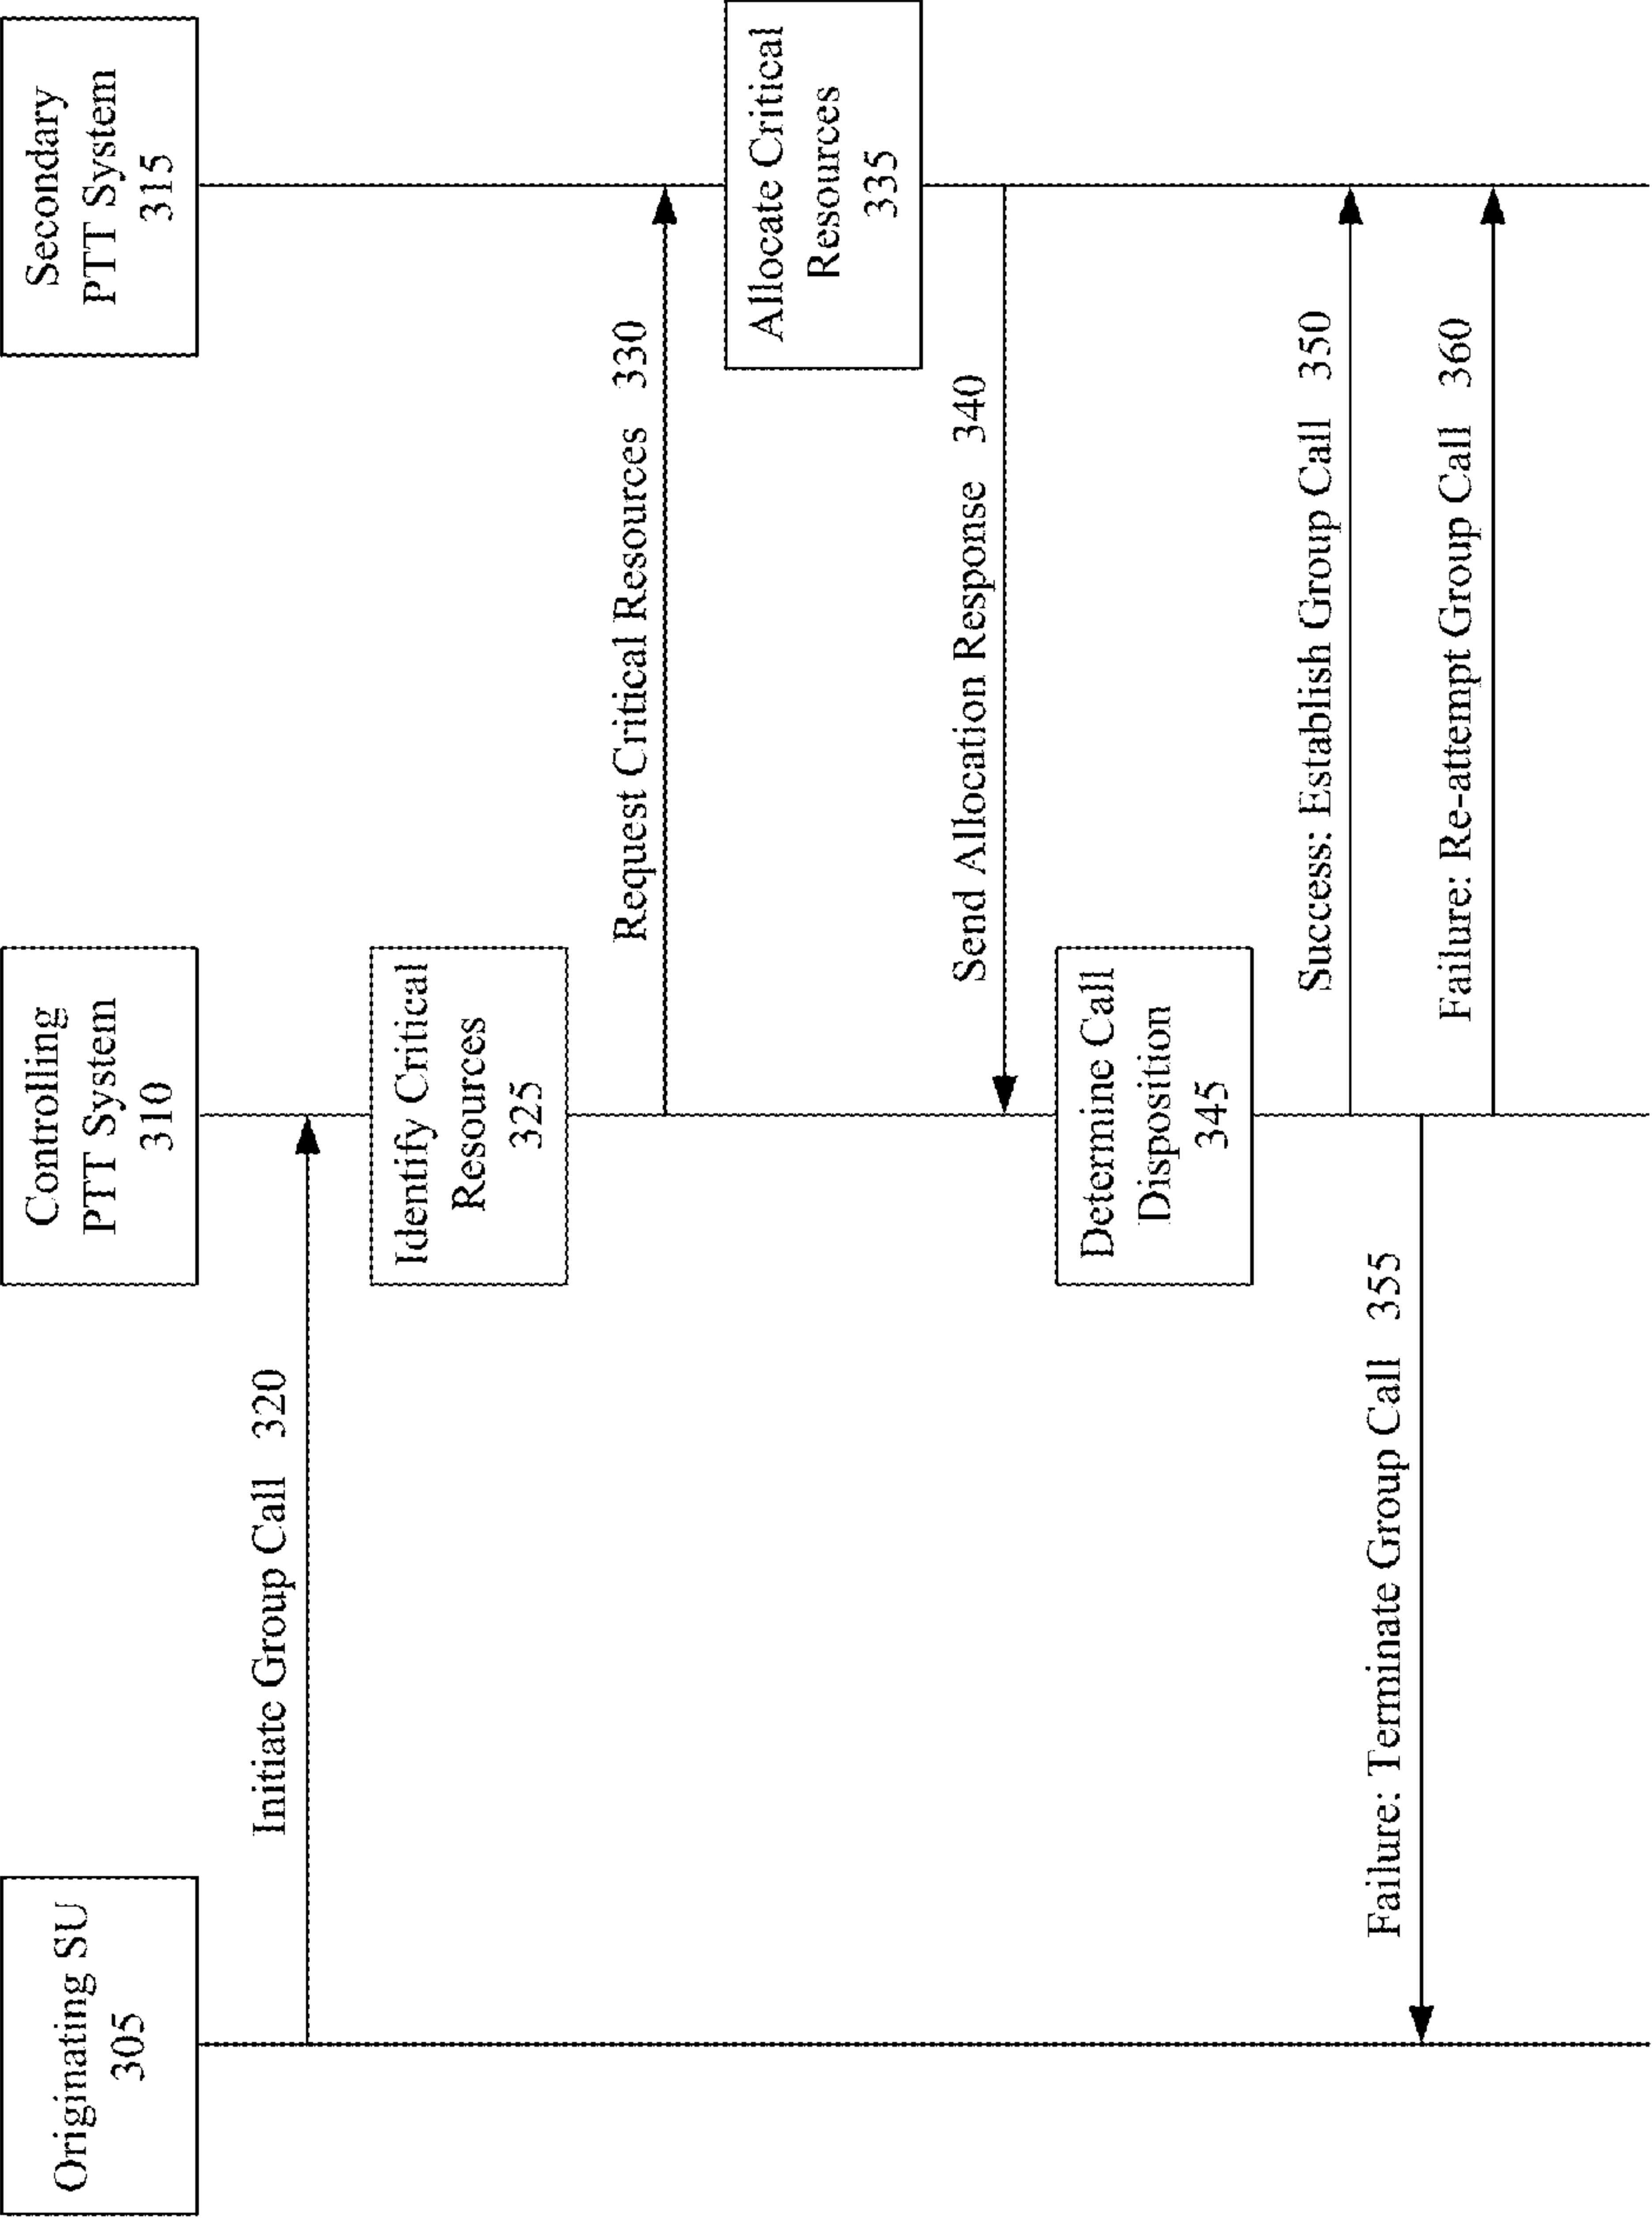 Originating SU
305
Controlling
PTT System
310
Secondary
PTT System
315
Initiate Group Call 320
Identify Critical
Resources
325
Request Critical Resources 330
Allocate Critical
Resources
335
Send Allocation Response 340
Determine Call
Disposition
345
Success: Establish Group Call 350
Failure: Terminate Group Call 355
Failure: Re-attempt Group Call 360